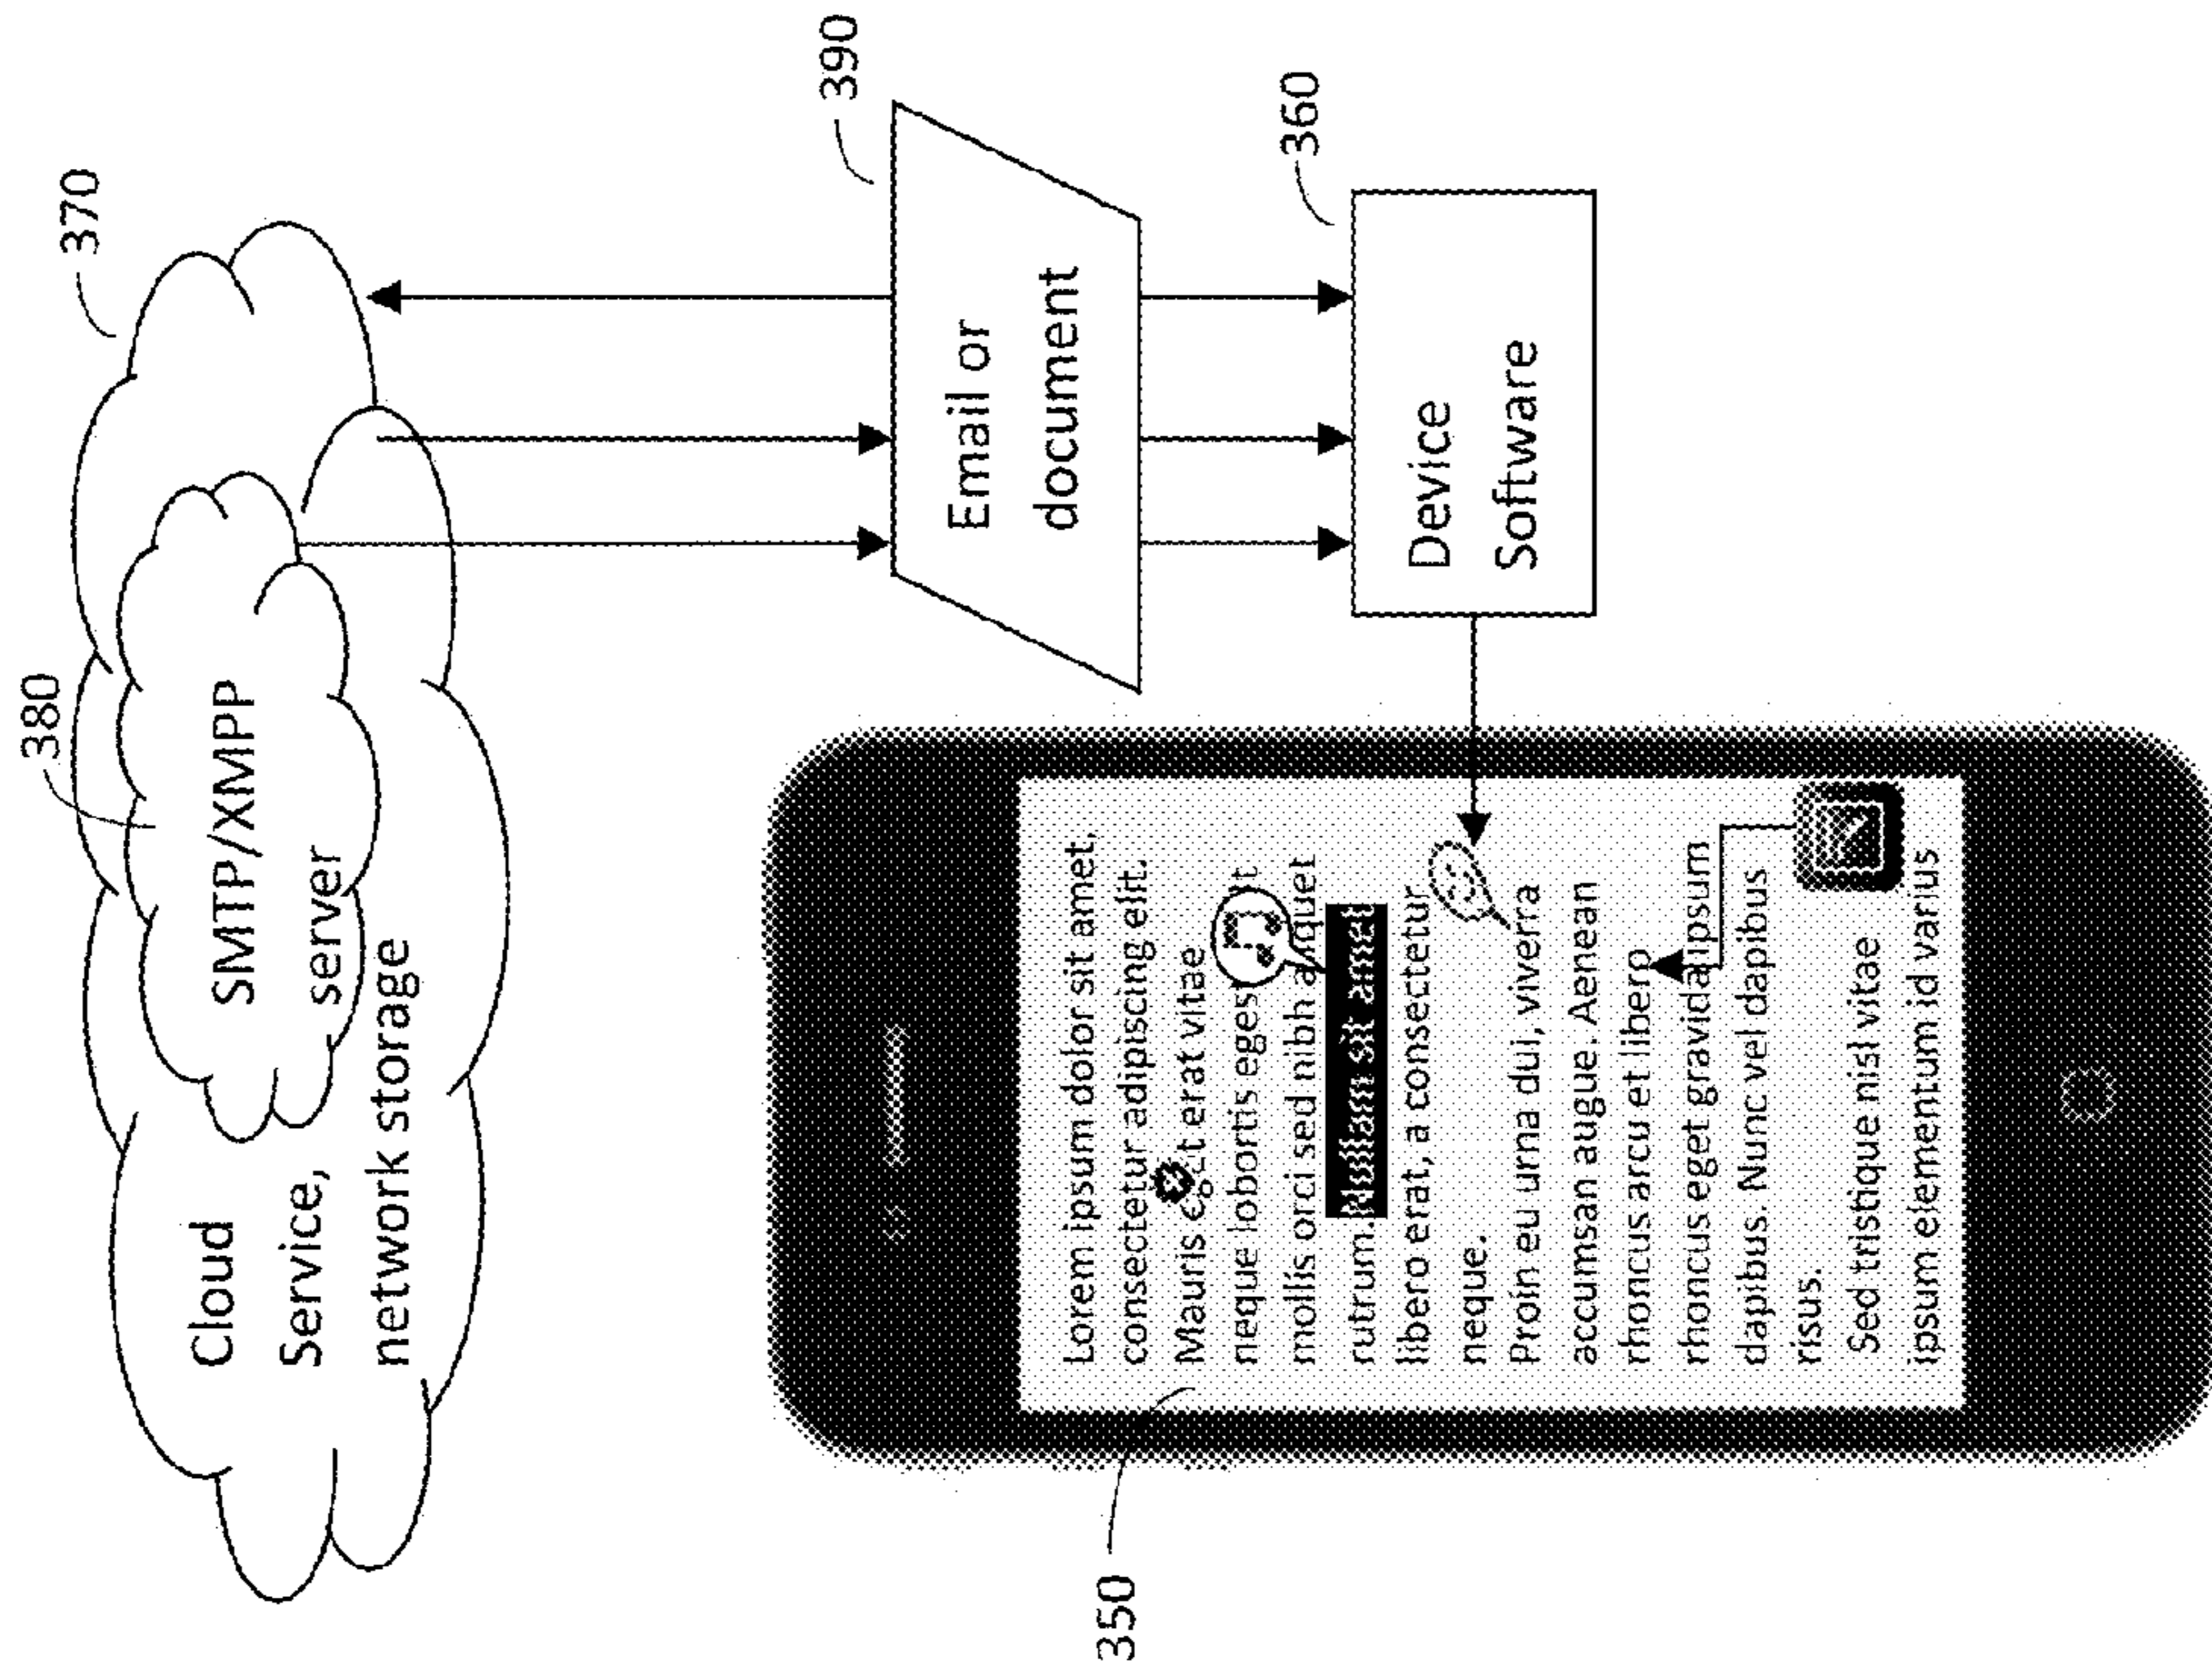 380
370
SMTP/XMPP
server
Cloud
Service,
network storage
390
Email or
document
360
Device
Software
350
Lorem ipsum dolor sit amet,
consectetur adipiscing elit.
Mauris eget erat vitae
neque lobortis eges
mollis orci sed nibh aliquet
rutrum. Nullam sit amet
libero erat, a consectetur
neque.
Proin eu urna dui, viverra
accumsan augue. Aenean
rhoncus arcu et libero
rhoncus eget gravida ipsum
dapibus. Nunc vel dapibus
risus.
Sed tristique nisl vitae
ipsum elementum id varius